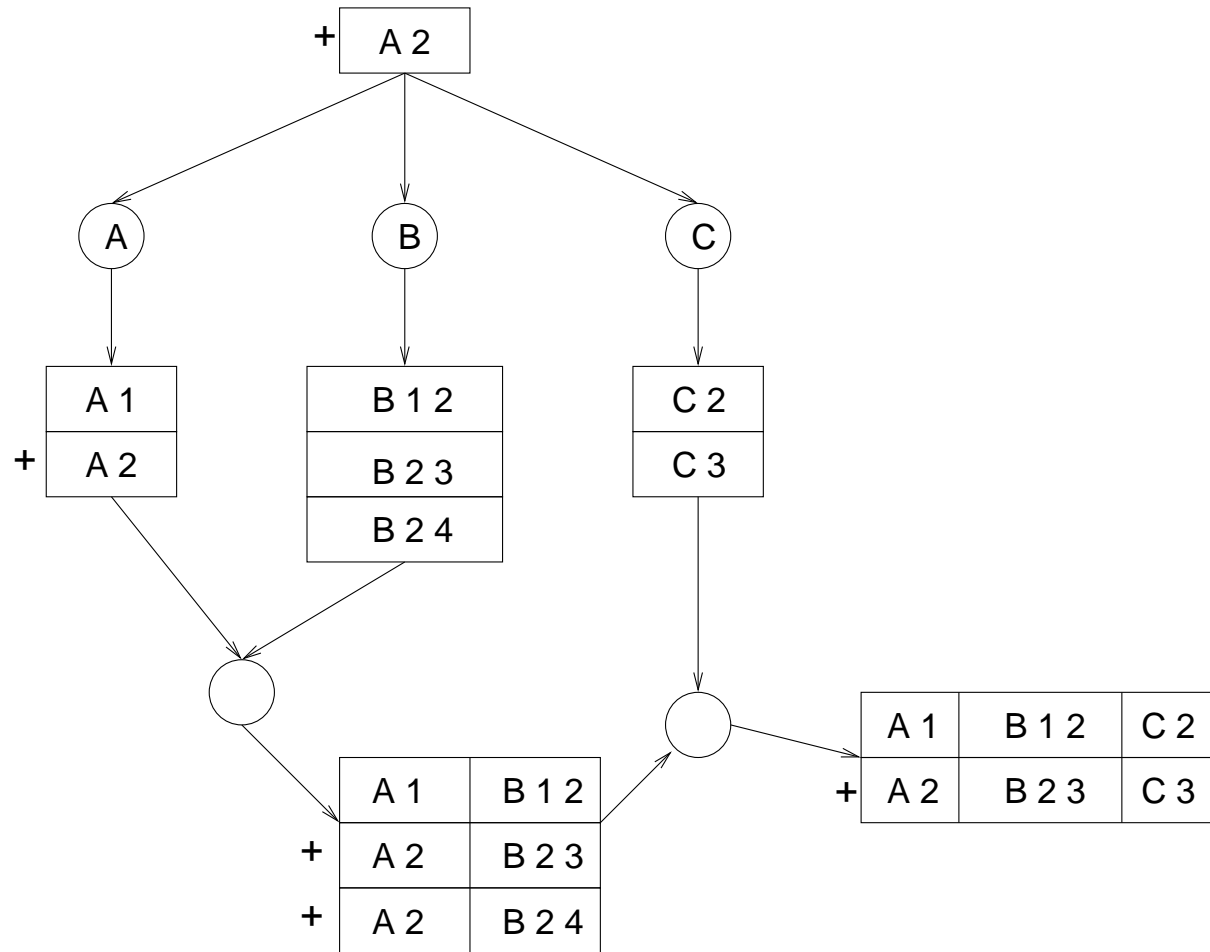 + A 2
A B C
A 1 B 1 2 C 2
+ A 2 B 2 3 C 3
B 2 4
A 1 B 1 2 C 2
+ A 2 B 2 3 C 3
A 1 B 1 2
+ A 2 B 2 3
+ A 2 B 2 4